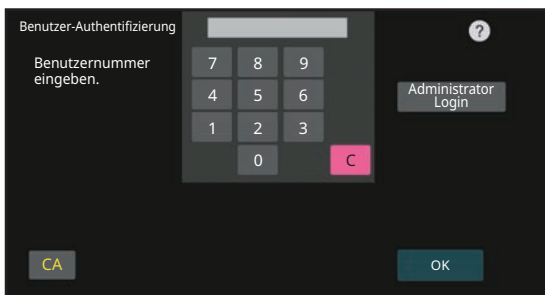 Benutzer-Authentifizierung
?
Benutzernummer
eingeben.
7 8 9
4 5 6
1 2 3
0 C
Administrator
Login
CA
OK